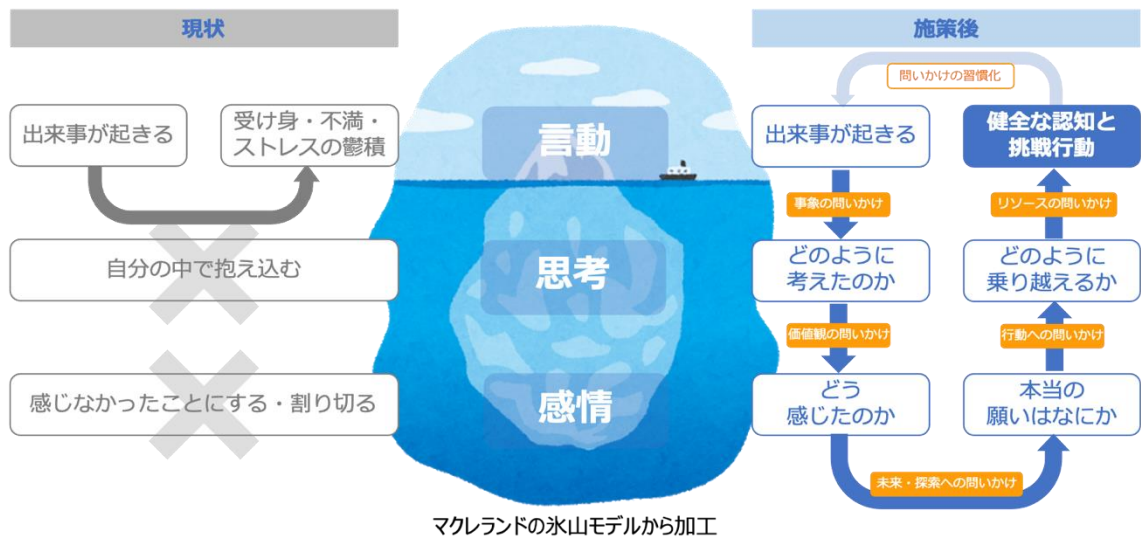 現状
出来事が起きる
受け身・不満・
ストレスの鬱積
自分の中で抱え込む
感じなかったことにする・割り切る
言動
思考
感情
施策後
問いかけの習慣化
出来事が起きる
健全な認知と
挑戦行動
事象の問いかけ
リソースの問いかけ
どのように
考えたのか
どのように
乗り越えるか
価値観の問いかけ
行動への問いかけ
どう
感じたのか
本当の
願いはなにか
未来・探索への問いかけ
マクレランドの氷山モデルから加工